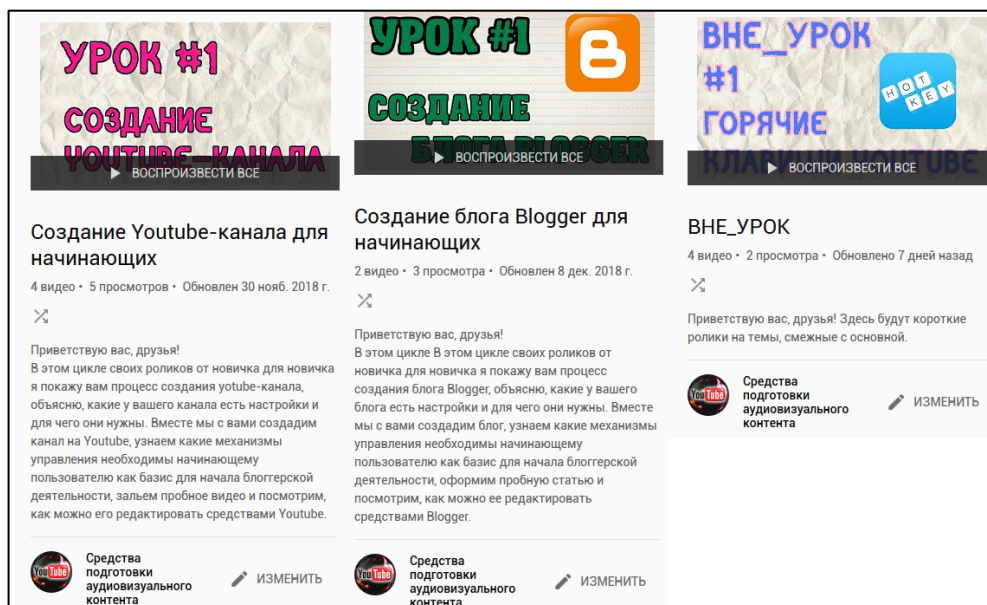 УРОК #1
СОЗДАНИЕ
YOUTUBE-КАНАЛА
ВОСПРОИЗВЕСТИ ВСЕ
Создание Youtube-канала для
начинающих
4 видео • 5 просмотров • Обновлен 30 нояб. 2018 г.
Приветствую вас, друзья!
В этом цикле своих роликов от новичка для новичка
я покажу вам процесс создания yotube-канала,
объясню, какие у вашего канала есть настройки и
для чего они нужны. Вместе мы с вами создадим
канал на Youtube, узнаем какие механизмы
управления необходимы начинающему
пользователю как базис для начала блоггерской
деятельности, зальем пробное видео и посмотрим,
как можно его редактировать средствами Youtube.
You Tube
Средства
подготовки
аудиовизуального
контента
ИЗМЕНИТЬ
УРОК #1
СОЗДАНИЕ
БЛОГА BLOGGER
ВОСПРОИЗВЕСТИ ВСЕ
Создание блога Blogger для
начинающих
2 видео • 3 просмотра • Обновлен 8 дек. 2018 г.
Приветствую вас, друзья!
В этом цикле В этом цикле своих роликов от
новичка для новичка я покажу вам процесс
создания блога Blogger, объясню, какие у вашего
блога есть настройки и для чего они нужны. Вместе
мы с вами создадим блог, узнаем какие механизмы
управления необходимы начинающему
пользователю как базис для начала блоггерской
деятельности, оформим пробную статью и
посмотрим, как можно ее редактировать
средствами Blogger.
You Tube
Средства
подготовки
аудиовизуального
контента
ИЗМЕНИТЬ
ВНЕ_УРОК
#1
ГОРЯЧИЕ
КЛАВИШИ YOUTUBE
HOT
KEY
ВОСПРОИЗВЕСТИ ВСЕ
ВНЕ_УРОК
4 видео • 2 просмотра • Обновлено 7 дней назад
Приветствую вас, друзья! Здесь будут короткие
ролики на темы, смежные с основной.
You Tube
Средства
подготовки
аудиовизуального
контента
ИЗМЕНИТЬ